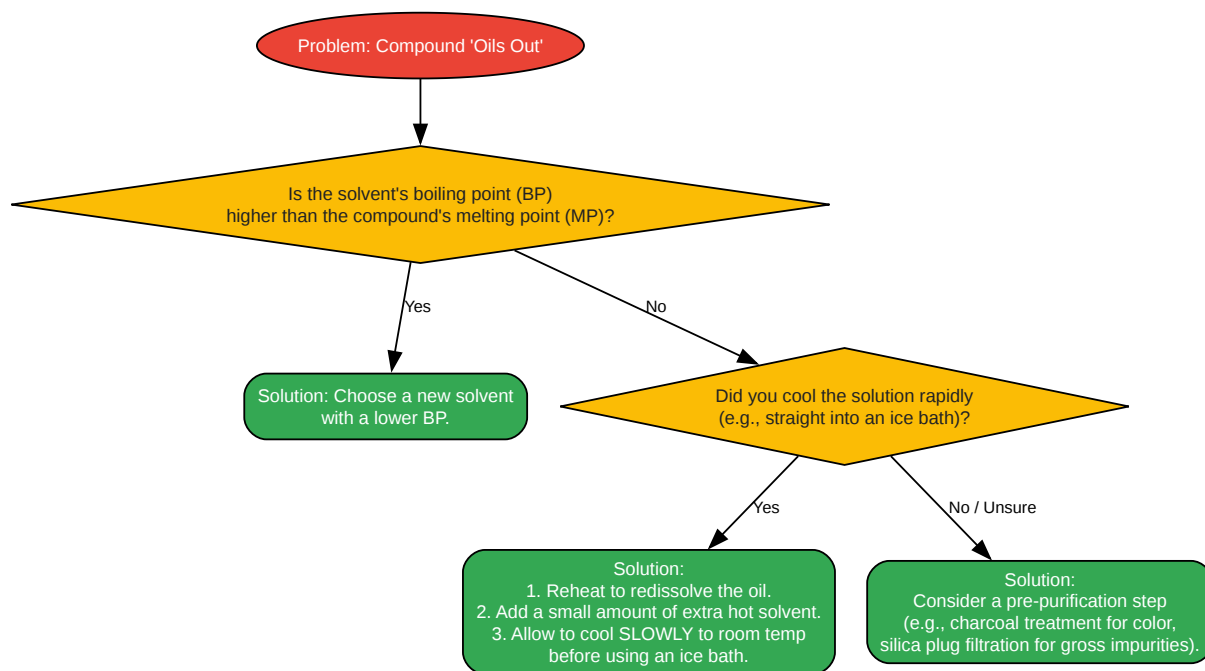 Problem: Compound 'Oils Out'
Is the solvent's boiling point (BP)
higher than the compound's melting point (MP)?
Yes
No
Solution: Choose a new solvent
with a lower BP.
Did you cool the solution rapidly
(e.g., straight into an ice bath)?
Yes
No / Unsure
Solution:
1. Reheat to redissolve the oil.
2. Add a small amount of extra hot solvent.
3. Allow to cool SLOWLY to room temp
before using an ice bath.
Solution:
Consider a pre-purification step
(e.g., charcoal treatment for color,
silica plug filtration for gross impurities).